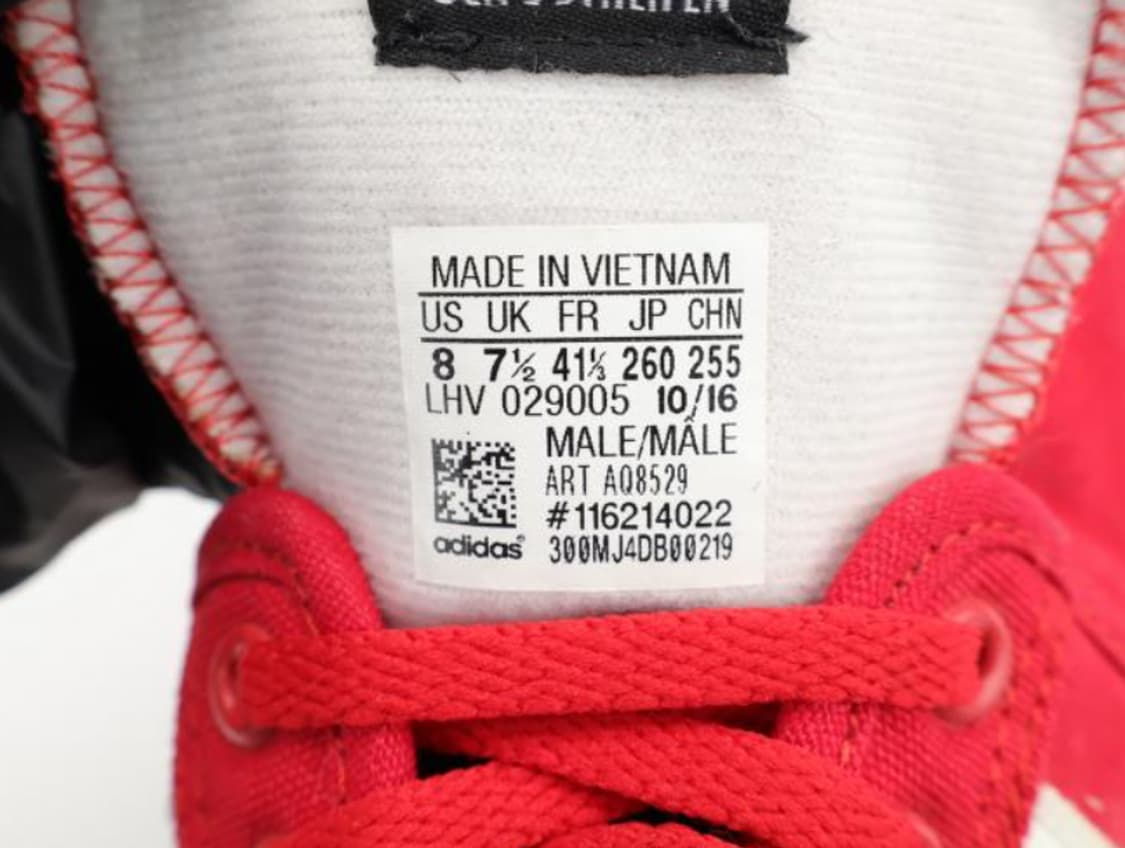 MADE IN VIETNAM
US UK FR JP CHN
8 7½ 41⅓ 260 255
LHV 029005 10/16
MALE/MÂLE
ART AQ8529
#116214022
adidas® 300MJ4DB00219